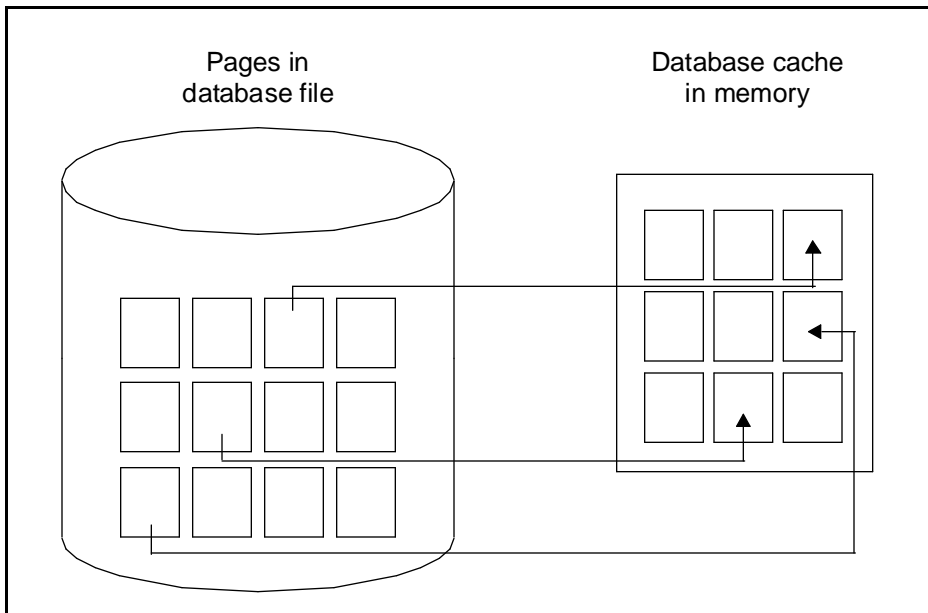 Pages in
database file
Database cache
in memory